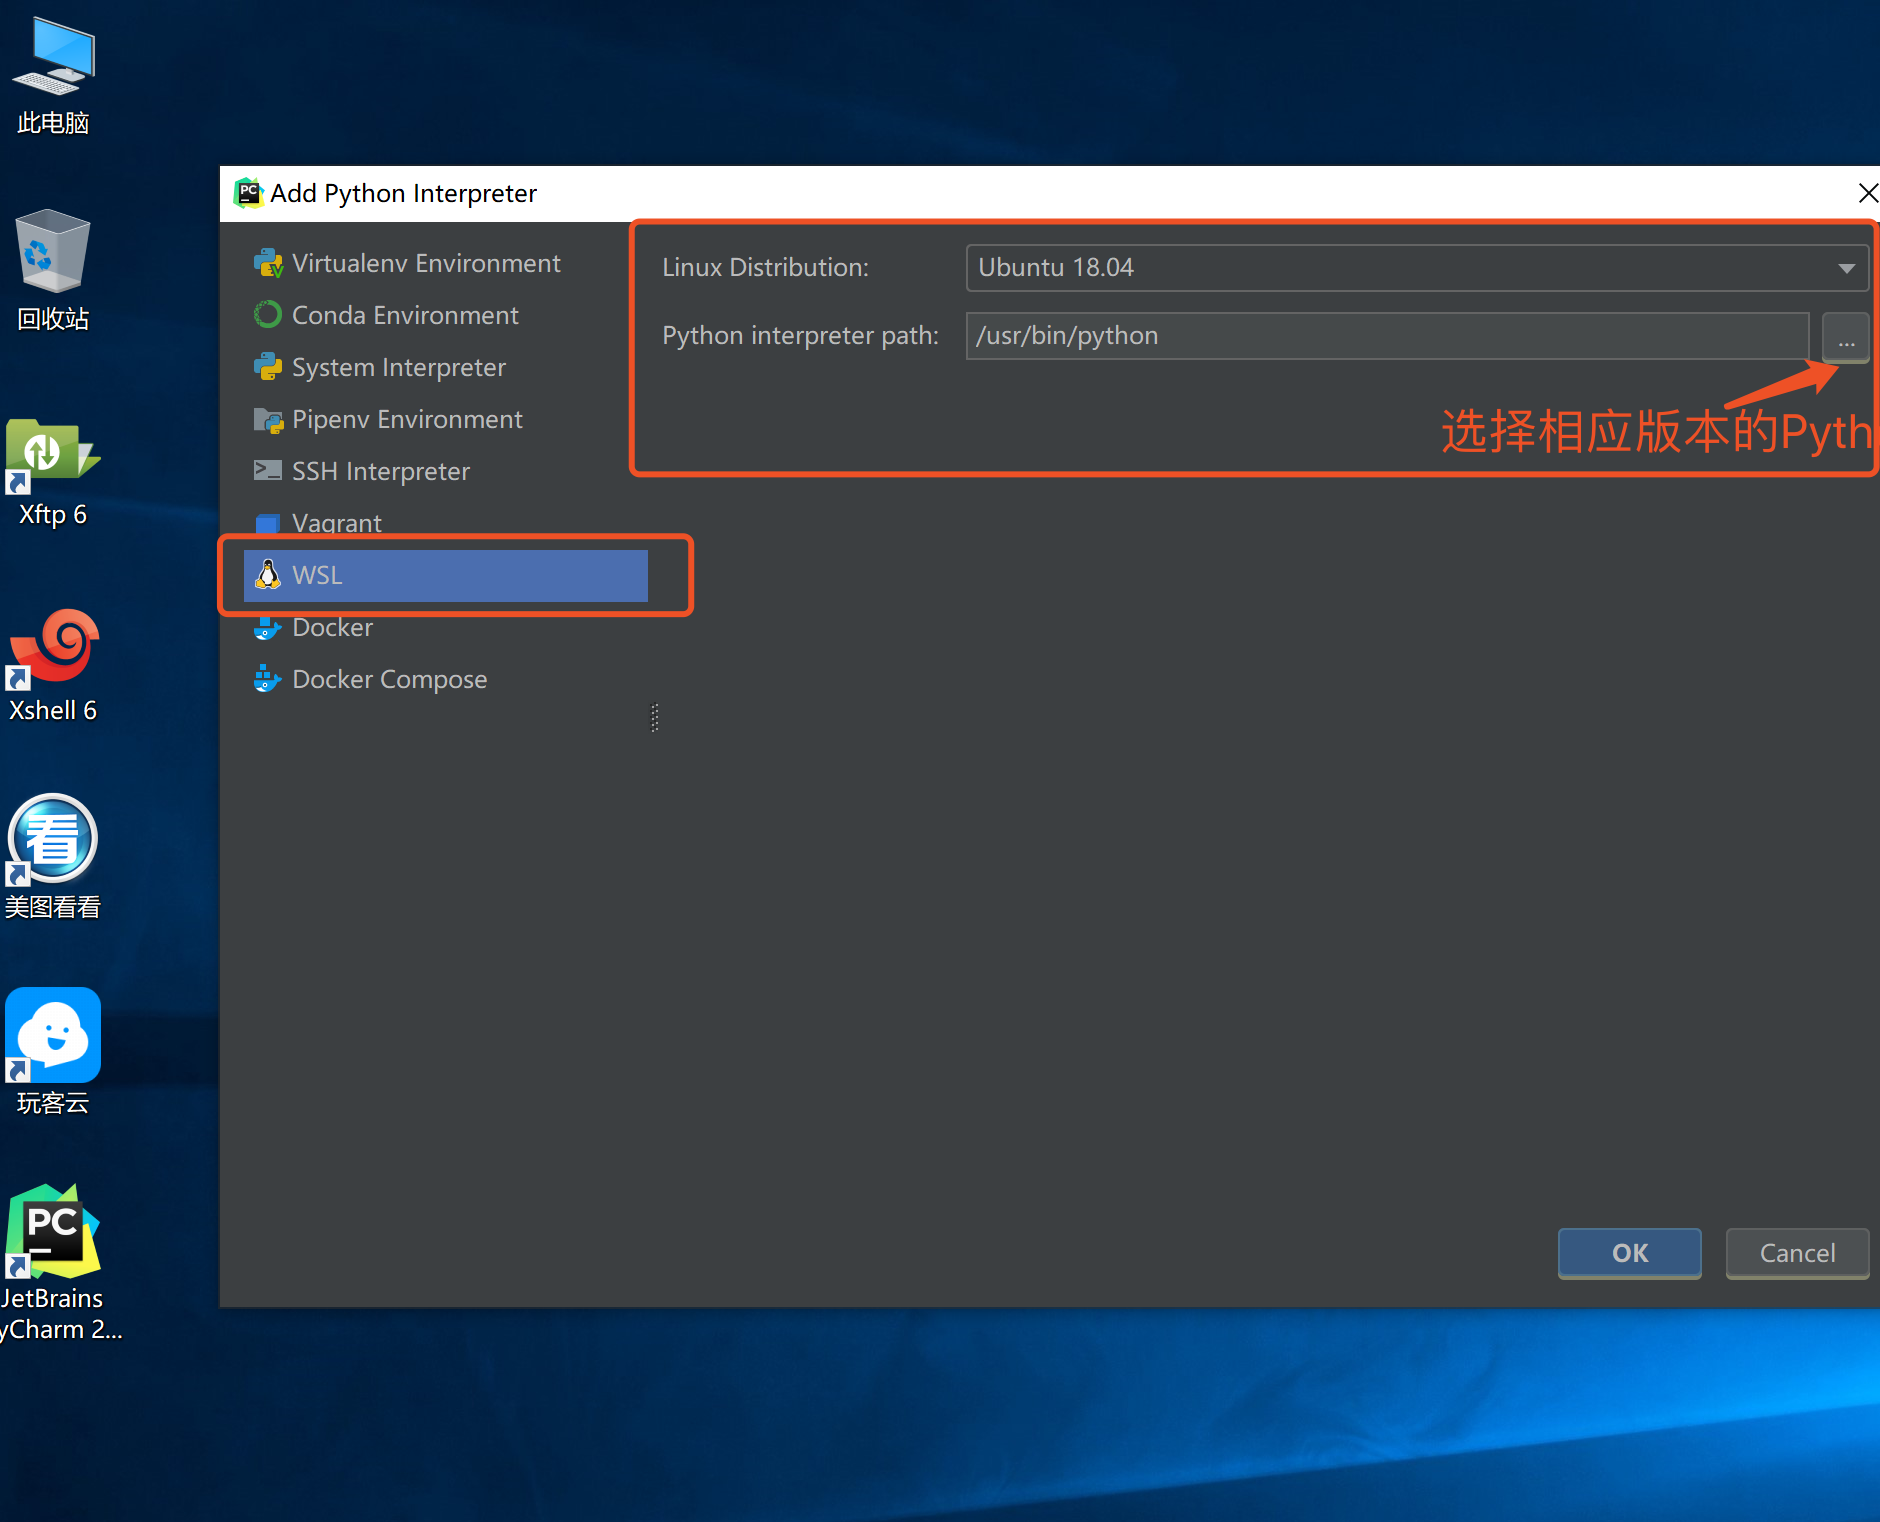 此电脑
回收站
Xftp 6
Xshell 6
看
美图看看
玩客云
PC
JetBrains
yCharm 2...
PC
Add Python Interpreter
Virtualenv Environment
Conda Environment
System Interpreter
Pipenv Environment
SSH Interpreter
Vagrant
WSL
Docker
Docker Compose
Linux Distribution:
Ubuntu 18.04
Python interpreter path:
/usr/bin/python
...
选择相应版本的Pyth
OK
Cancel